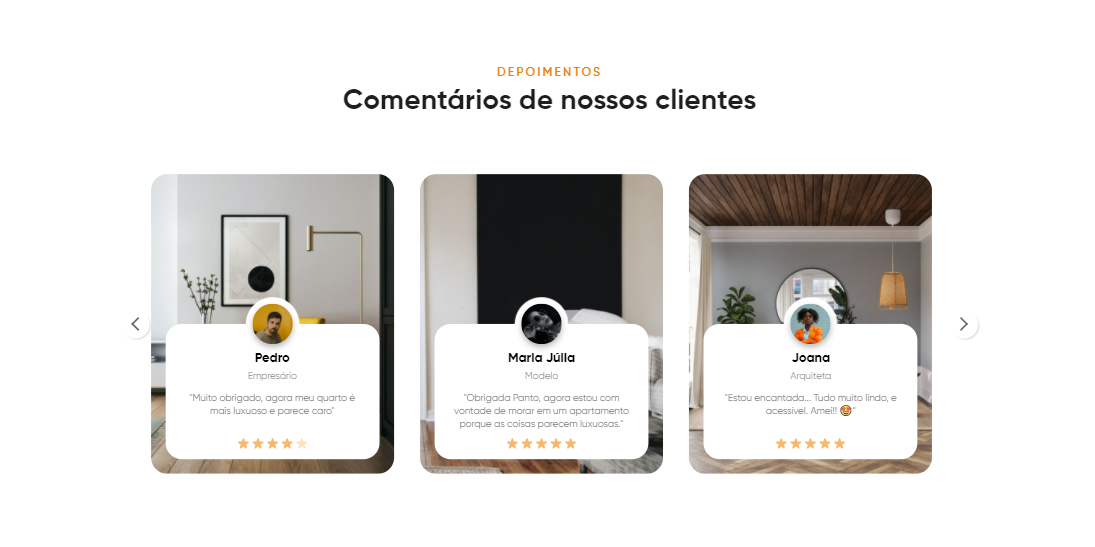 DEPOIMENTOS
Comentários de nossos clientes
Pedro
Empresário
"Muito obrigado, agora meu quarto é
mais luxuoso e parece caro"
Maria Júlia
Modelo
"Obrigada Panto, agora estou com
vontade de morar em um apartamento
porque as coisas parecem luxuosas."
Joana
Arquiteta
"Estou encantada... Tudo muito lindo, e
acessível. Amei!! 🤩"